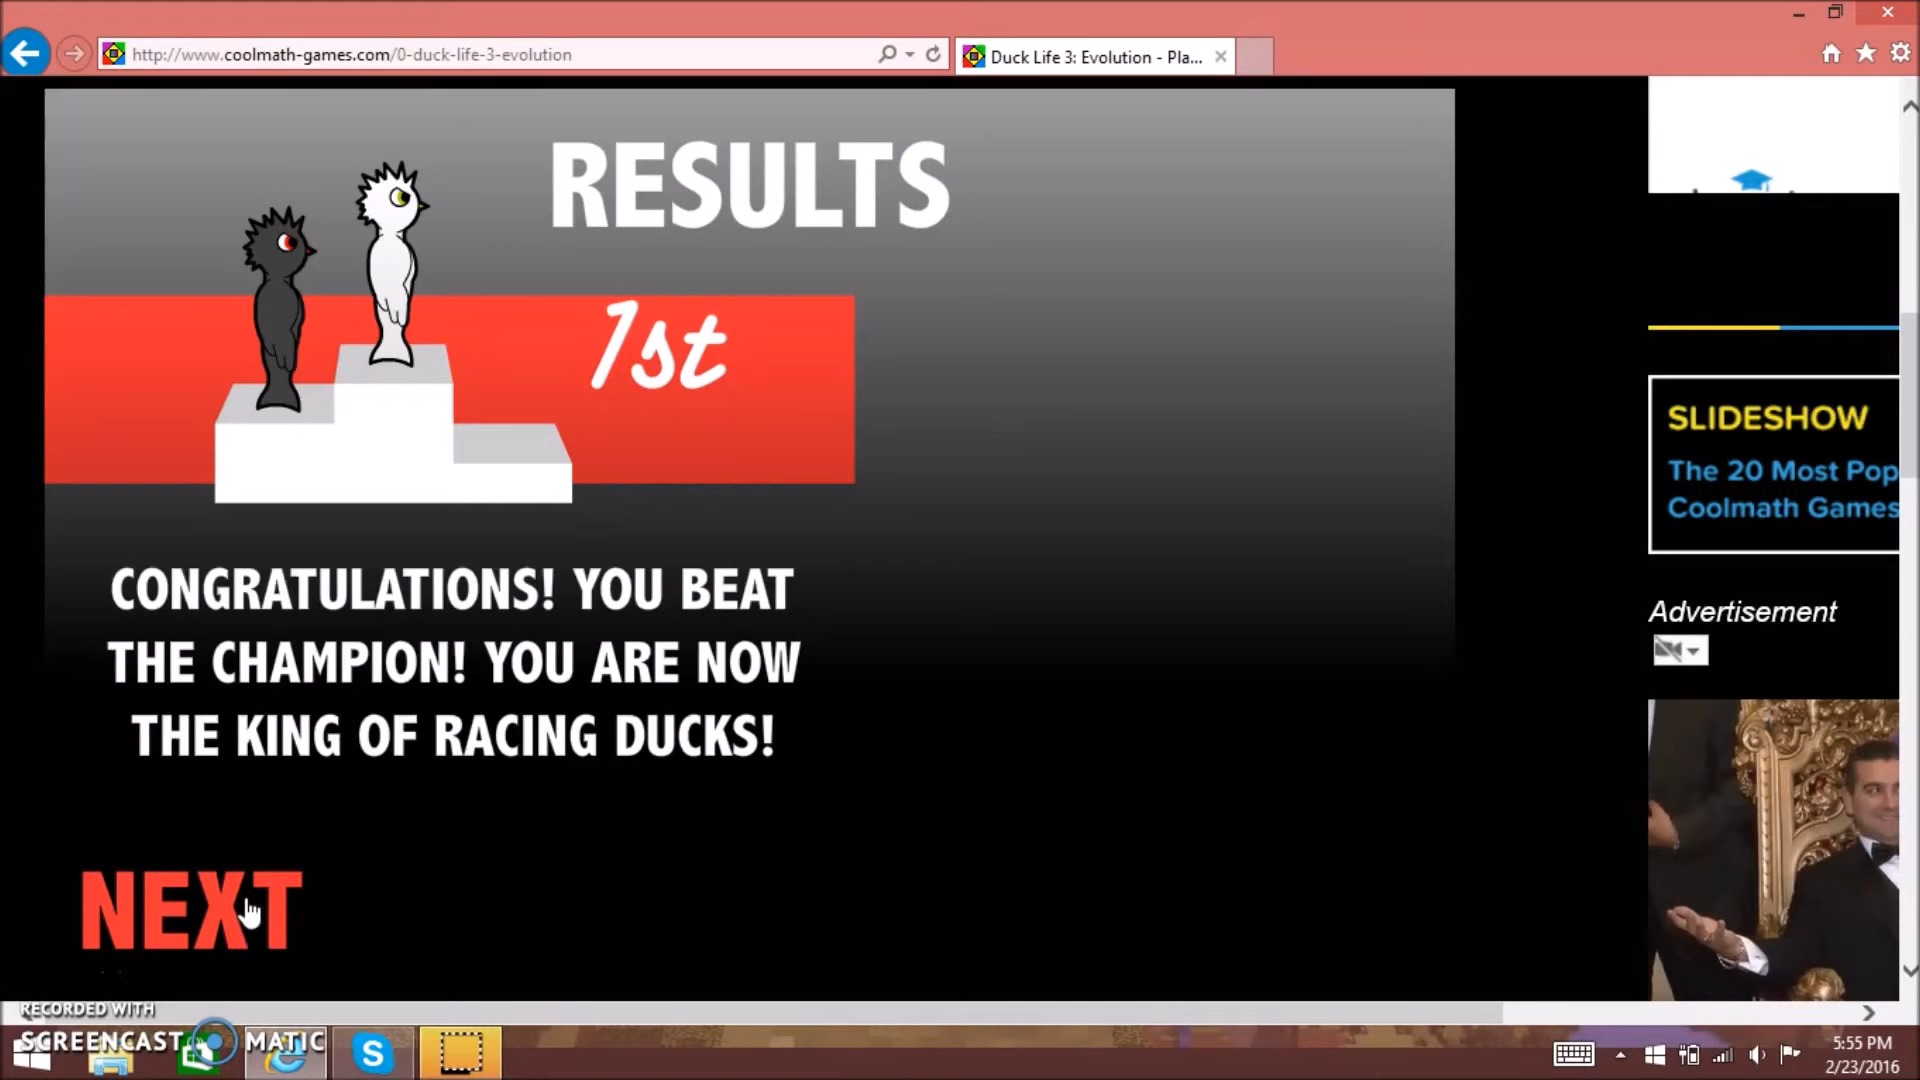 http://www.coolmath-games.com/0-duck-life-3-evolution
Duck Life 3: Evolution - Pla...
RESULTS
1st
CONGRATULATIONS! YOU BEAT
THE CHAMPION! YOU ARE NOW
THE KING OF RACING DUCKS!
NEXT
SLIDESHOW
The 20 Most Pop
Coolmath Games
Advertisement
RECORDED WITH
SCREENCAST MATIC
5:55 PM
2/23/2016